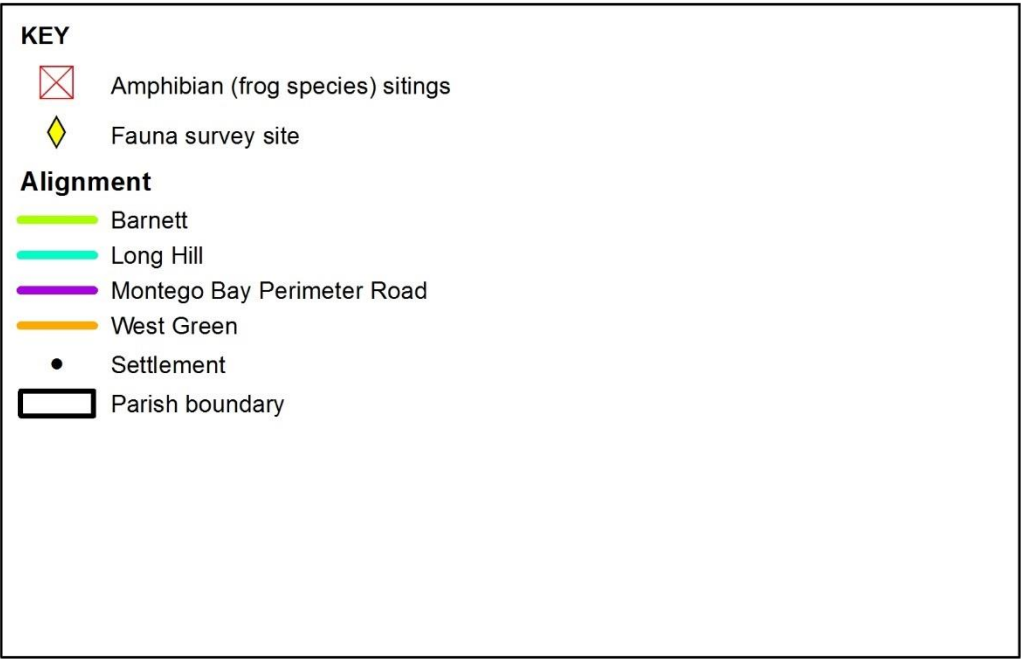 KEY
Amphibian (frog species) sitings
Fauna survey site
Alignment
Barnett
Long Hill
Montego Bay Perimeter Road
West Green
Settlement
Parish boundary